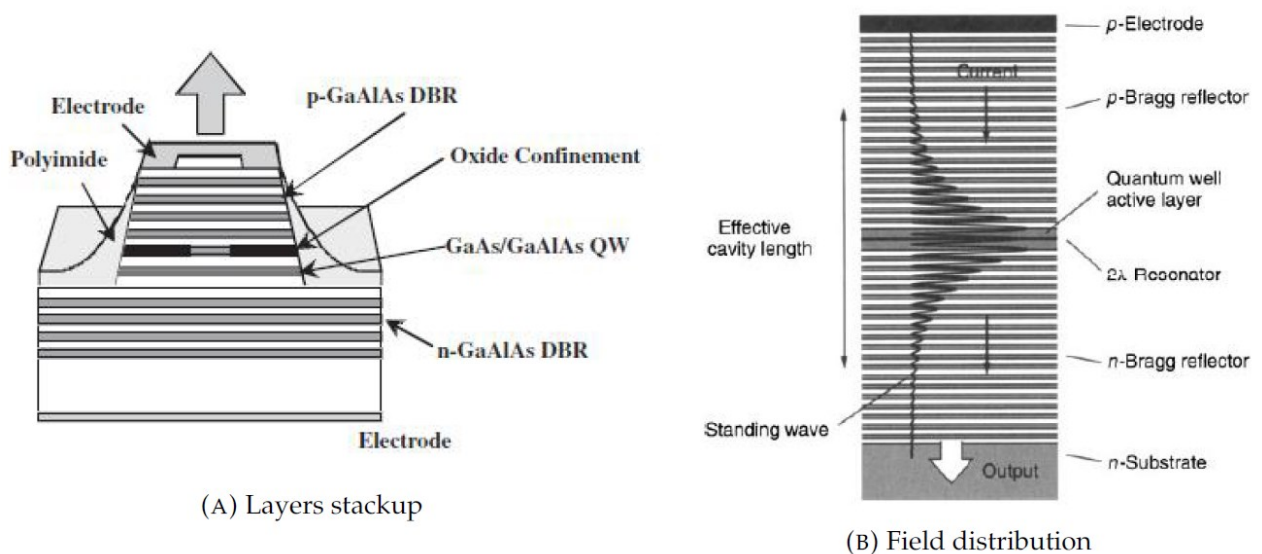 Electrode
Polyimide
p-GaAlAs DBR
Oxide Confinement
GaAs/GaAlAs QW
n-GaAlAs DBR
Electrode
(A) Layers stackup
p-Electrode
Current
p-Bragg reflector
Quantum well
active layer
Effective
cavity length
2λ Resonator
n-Bragg reflector
Standing wave
n-Substrate
Output
(B) Field distribution